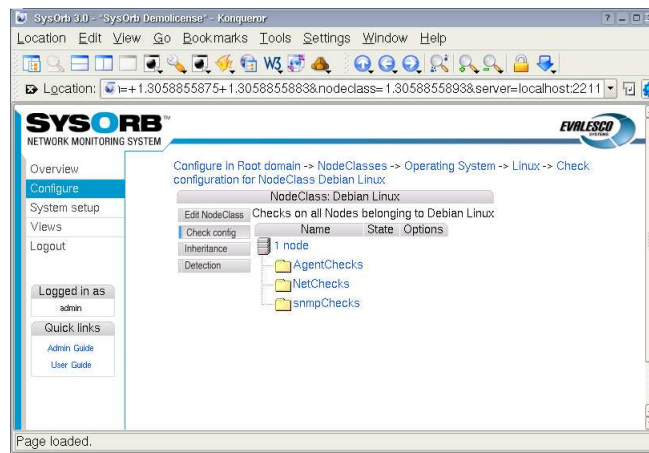 SysOrb 3.0 - "SysOrb Demolicense" - Konqueror
Location Edit View Go Bookmarks Tools Settings Window Help
Location: =+1.3058855875+1.3058855883&nodeclass=1.3058855893&server=localhost:2211
SYSORB™
NETWORK MONITORING SYSTEM
EVALESCO
SYSTEMS
Overview
Configure
System setup
Views
Logout
Logged in as
admin
Quick links
Admin Guide
User Guide
Configure in Root domain -> NodeClasses -> Operating System -> Linux -> Check
configuration for NodeClass Debian Linux
NodeClass: Debian Linux
Edit NodeClass
Check config
Inheritance
Detection
Checks on all Nodes belonging to Debian Linux
Name State Options
1 node
AgentChecks
NetChecks
snmpChecks
Page loaded.